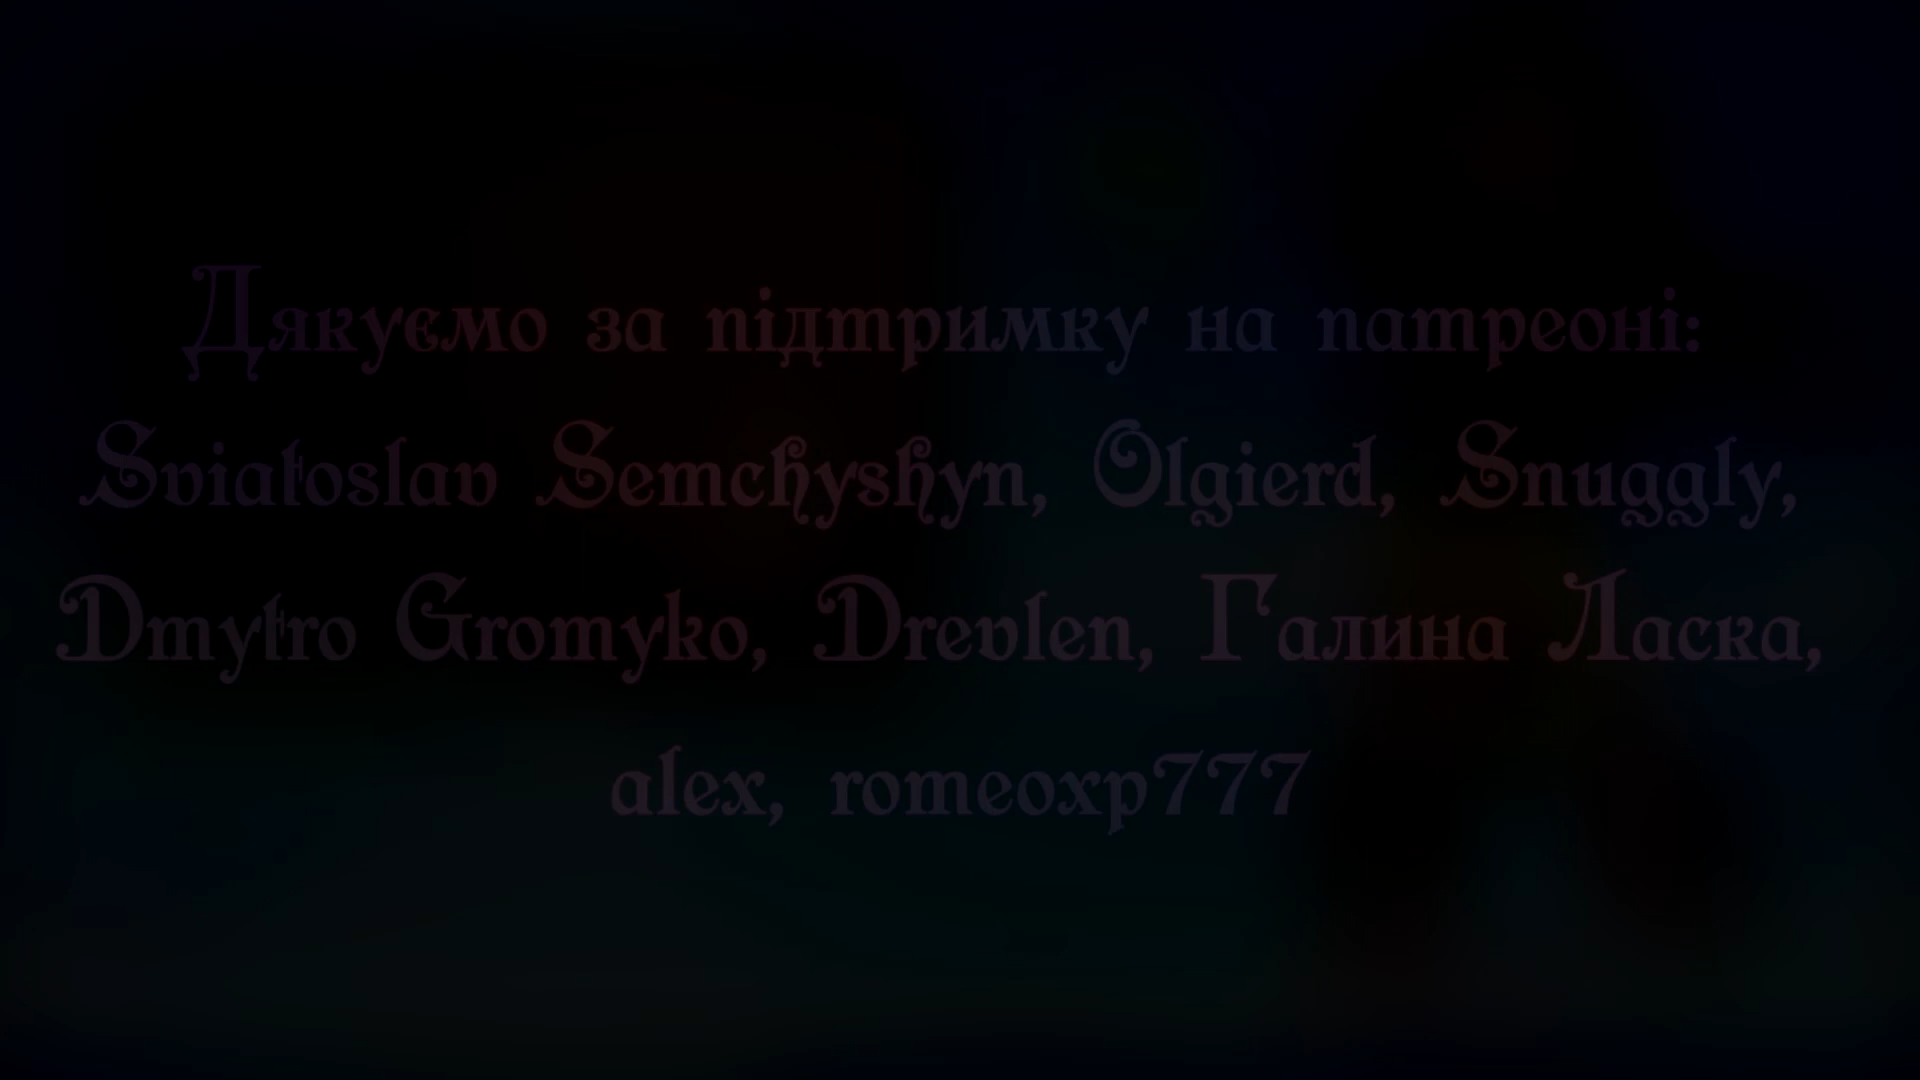 Дякуємо за підтримку на патреоні:
Sviatoslav Semchyshyn, Olgierd, Snuggly,
Dmytro Gromyko, Drevlen, Галина Ласка,
alex, romeoxp777